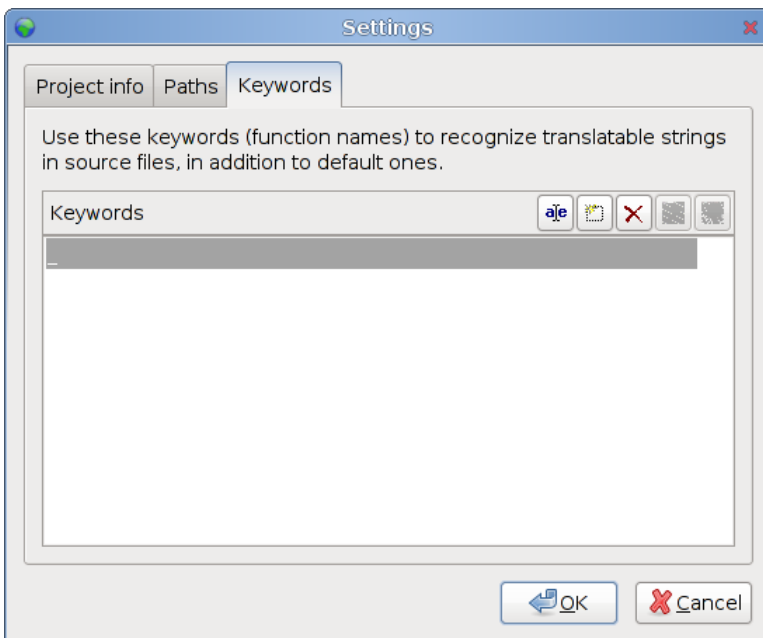 Settings
Project info Paths Keywords
Use these keywords (function names) to recognize translatable strings
in source files, in addition to default ones.
Keywords
_
OK Cancel